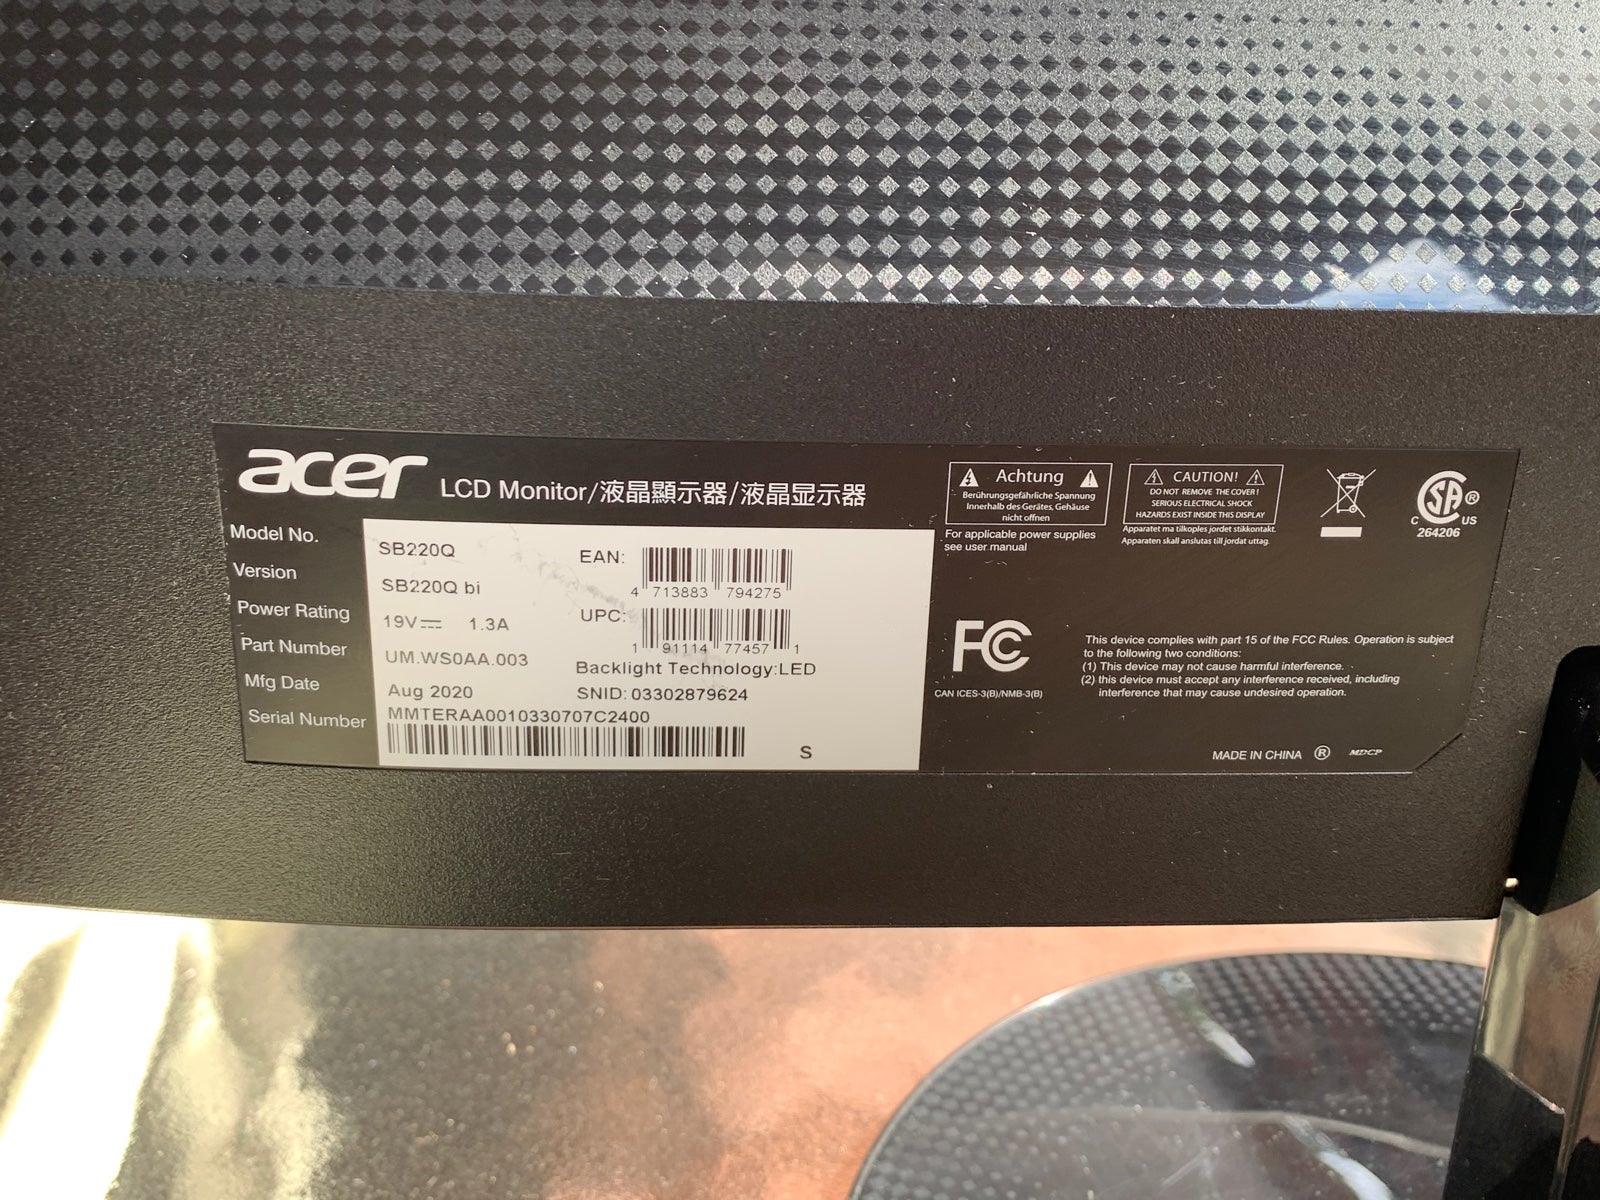 acer LCD Monitor/液晶顯示器/液晶显示器
Model No. SB220Q
Version SB220Q bi
Power Rating 19V 1.3A
Part Number UM.WS0AA.003
Mfg Date Aug 2020
Serial Number MMTERAA0010330707C2400
EAN:
4 713883 794275
UPC:
1 91114 77457 1
Backlight Technology:LED
SNID: 03302879624
S
Achtung
Berührungsgefährliche Spannung
Innerhalb des Gerätes, Gehäuse
nicht offnen
For applicable power supplies
see user manual
CAUTION!
DO NOT REMOVE THE COVER!
SERIOUS ELECTRICAL SHOCK
HAZARDS EXIST INSIDE THIS DISPLAY
Apparatet ma tilkoples jordet stikkontakt.
Apparaten skall anslutas till jordat uttag.
C SA ® US
264206
FC
CAN ICES-3(B)/NMB-3(B)
This device complies with part 15 of the FCC Rules. Operation is subject
to the following two conditions:
(1) This device may not cause harmful interference.
(2) this device must accept any interference received, including
interference that may cause undesired operation.
MADE IN CHINA ® MDCP